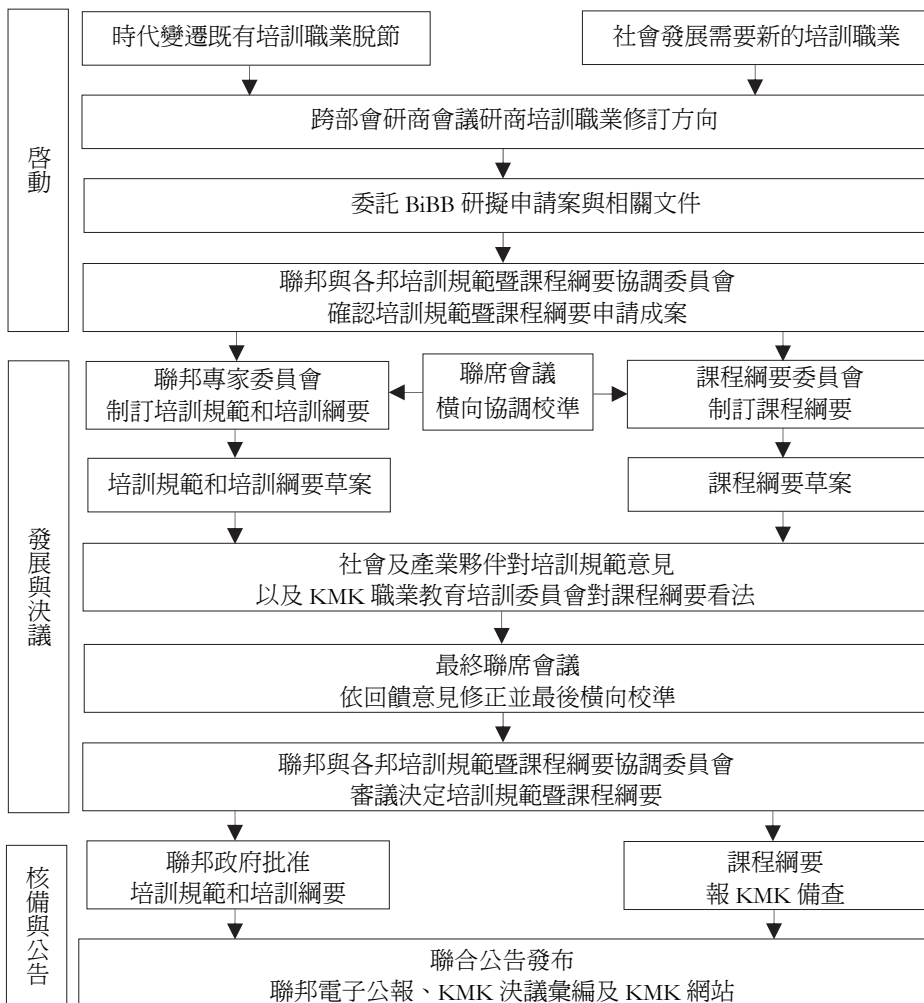 時代變遷既有培訓職業脫節
社會發展需要新的培訓職業
啓動
跨部會研商會議研商培訓職業修訂方向
委託 BiBB 研擬申請案與相關文件
聯邦與各邦培訓規範暨課程綱要協調委員會
確認培訓規範暨課程綱要申請成案
發展與決議
聯邦專家委員會
制訂培訓規範和培訓綱要
聯席會議
橫向協調校準
課程綱要委員會
制訂課程綱要
培訓規範和培訓綱要草案
課程綱要草案
社會及產業夥伴對培訓規範意見
以及 KMK 職業教育培訓委員會對課程綱要看法
最終聯席會議
依回饋意見修正並最後橫向校準
聯邦與各邦培訓規範暨課程綱要協調委員會
審議決定培訓規範暨課程綱要
核備與公告
聯邦政府批准
培訓規範和培訓綱要
課程綱要
報 KMK 備查
聯合公告發布
聯邦電子公報、KMK 決議彙編及 KMK 網站